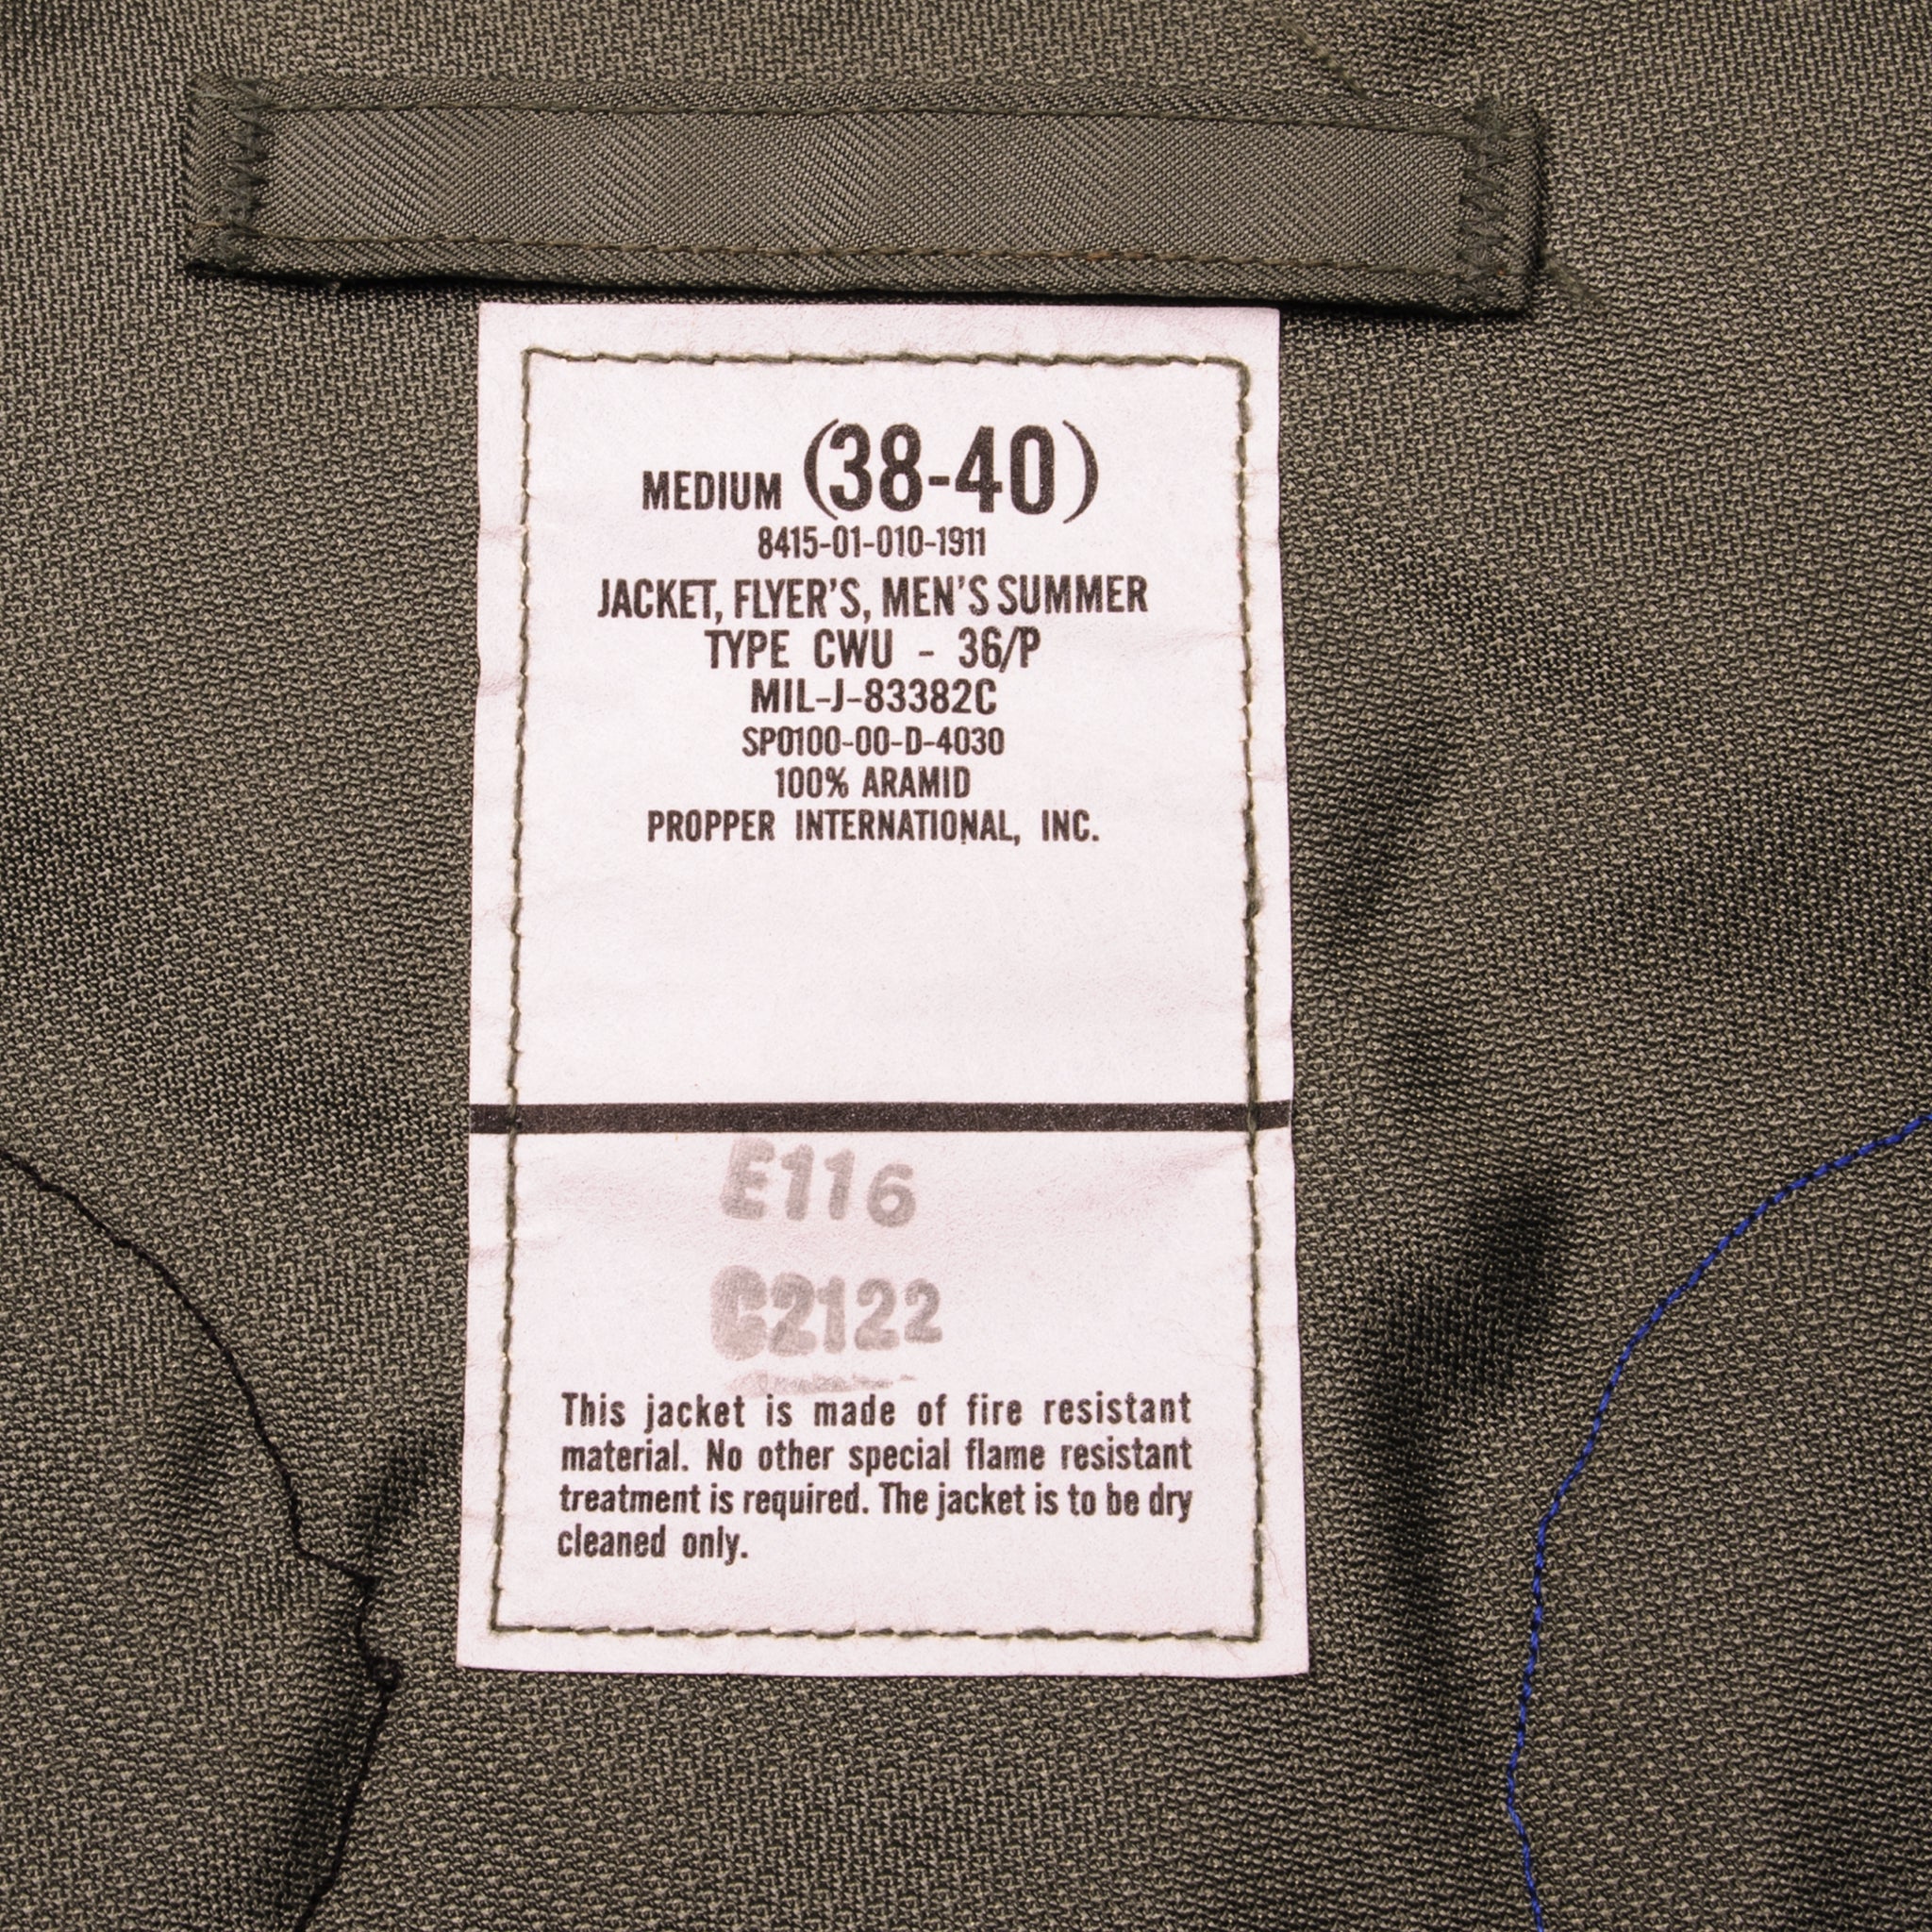 MEDIUM (38-40)
8415-01-010-1911
JACKET, FLYER'S, MEN'S SUMMER
TYPE CWU - 36/P
MIL-J-83382C
SP0100-00-D-4030
100% ARAMID
PROPPER INTERNATIONAL, INC.
E116
C2122
This jacket is made of fire resistant
material. No other special flame resistant
treatment is required. The jacket is to be dry
cleaned only.